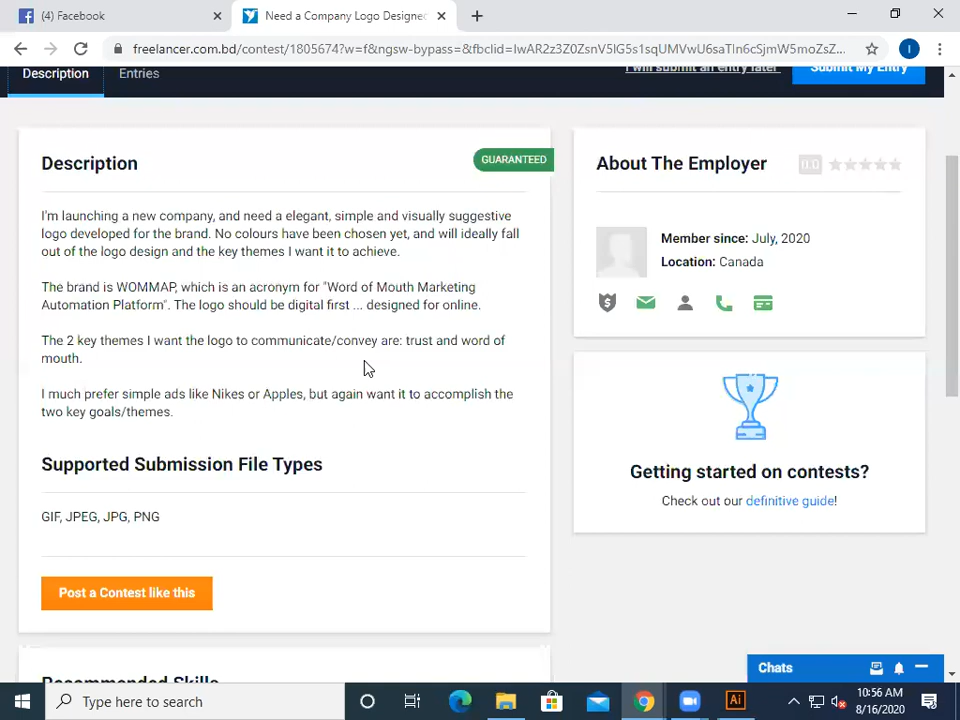 (4) Facebook
Need a Company Logo Designed
freelancer.com.bd/contest/1805674?w=f&ngsw-bypass=&fbclid=IwAR2z3Z0ZsnV5IG5s1sqUMVwU6saTln6cSjmW5moZsZ...
I
Description
Entries
I will submit an entry later
Submit My Entry
Description
GUARANTEED
I'm launching a new company, and need a elegant, simple and visually suggestive
logo developed for the brand. No colours have been chosen yet, and will ideally fall
out of the logo design and the key themes I want it to achieve.
The brand is WOMMAP, which is an acronym for "Word of Mouth Marketing
Automation Platform". The logo should be digital first ... designed for online.
The 2 key themes I want the logo to communicate/convey are: trust and word of
mouth.
I much prefer simple ads like Nikes or Apples, but again want it to accomplish the
two key goals/themes.
Supported Submission File Types
GIF, JPEG, JPG, PNG
Post a Contest like this
Recommended Skills
About The Employer
0.0
Member since: July, 2020
Location: Canada
Getting started on contests?
Check out our definitive guide!
Chats
Type here to search
Ai
10:56 AM
8/16/2020